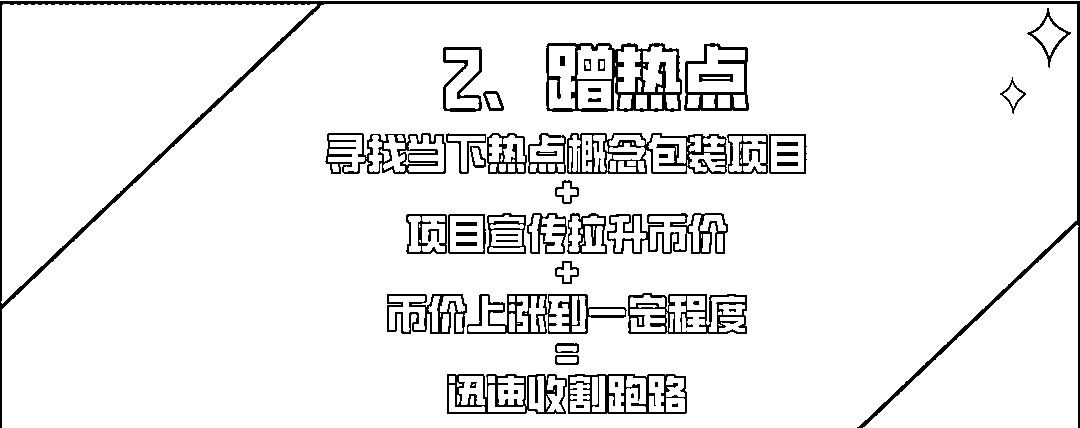 2、蹭热点
寻找当下热点概念包装项目
+
项目宣传拉升币价
+
币价上涨到一定程度
=
迅速收割跑路